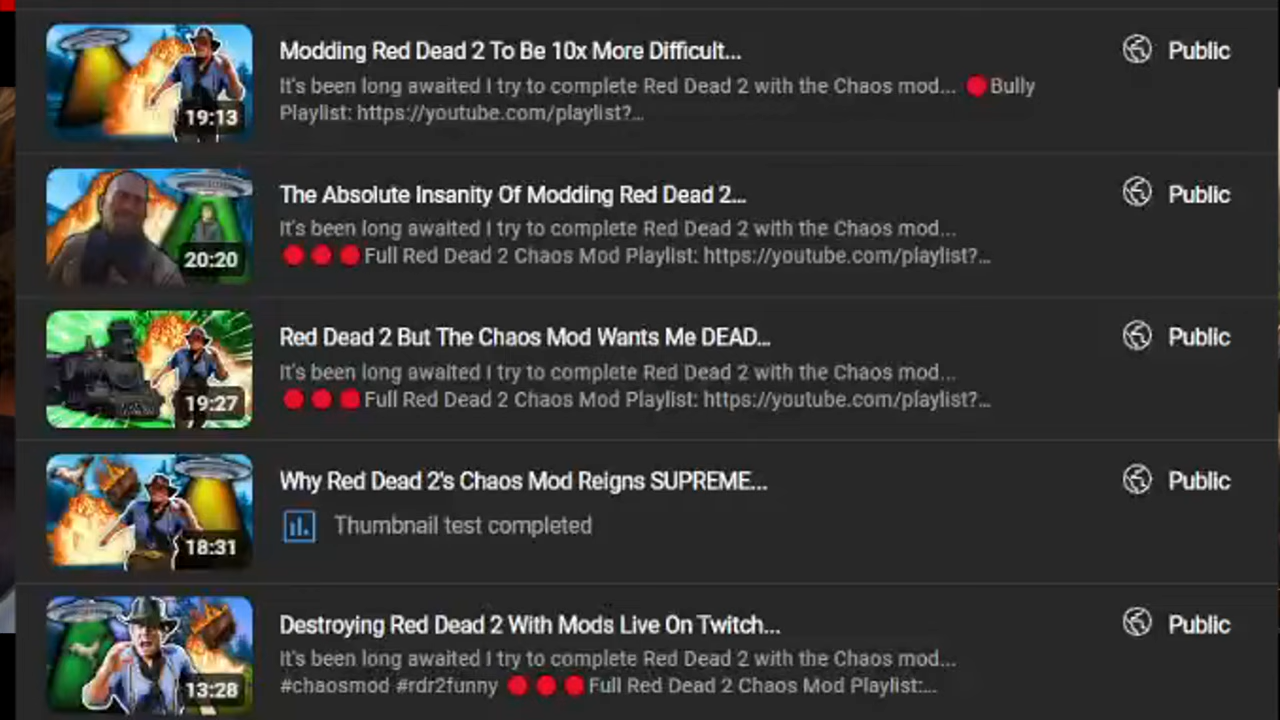 Modding Red Dead 2 To Be 10x More Difficult...
Public
It's been long awaited I try to complete Red Dead 2 with the Chaos mod... 🔴Bully
Playlist: https://youtube.com/playlist?...
19:13
The Absolute Insanity Of Modding Red Dead 2...
Public
It's been long awaited I try to complete Red Dead 2 with the Chaos mod...
🔴🔴🔴Full Red Dead 2 Chaos Mod Playlist: https://youtube.com/playlist?...
20:20
Red Dead 2 But The Chaos Mod Wants Me DEAD...
Public
It's been long awaited I try to complete Red Dead 2 with the Chaos mod...
🔴🔴🔴Full Red Dead 2 Chaos Mod Playlist: https://youtube.com/playlist?...
19:27
Why Red Dead 2's Chaos Mod Reigns SUPREME...
Public
Thumbnail test completed
18:31
Destroying Red Dead 2 With Mods Live On Twitch...
Public
It's been long awaited I try to complete Red Dead 2 with the Chaos mod...
#chaosmod #rdr2funny 🔴🔴🔴Full Red Dead 2 Chaos Mod Playlist:...
13:28